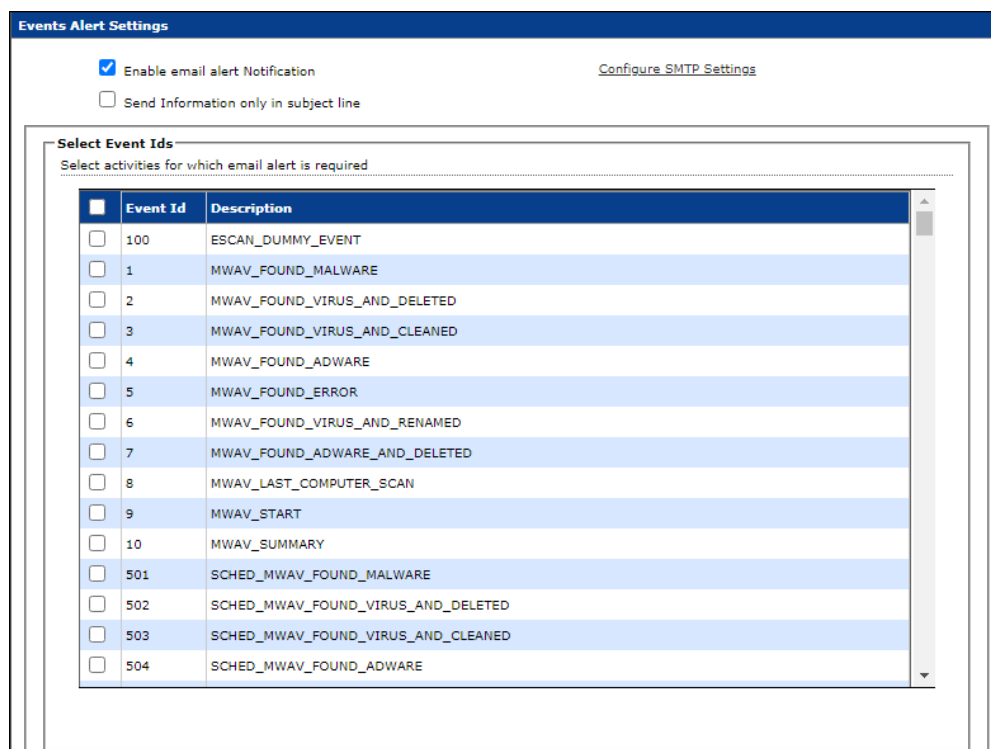 Events Alert Settings
Enable email alert Notification Configure SMTP Settings
Send Information only in subject line
Select Event Ids
Select activities for which email alert is required
Event Id Description
100 ESCAN_DUMMY_EVENT
1 MWAV_FOUND_MALWARE
2 MWAV_FOUND_VIRUS_AND_DELETED
3 MWAV_FOUND_VIRUS_AND_CLEANED
4 MWAV_FOUND_ADWARE
5 MWAV_FOUND_ERROR
6 MWAV_FOUND_VIRUS_AND_RENAMED
7 MWAV_FOUND_ADWARE_AND_DELETED
8 MWAV_LAST_COMPUTER_SCAN
9 MWAV_START
10 MWAV_SUMMARY
501 SCHED_MWAV_FOUND_MALWARE
502 SCHED_MWAV_FOUND_VIRUS_AND_DELETED
503 SCHED_MWAV_FOUND_VIRUS_AND_CLEANED
504 SCHED_MWAV_FOUND_ADWARE